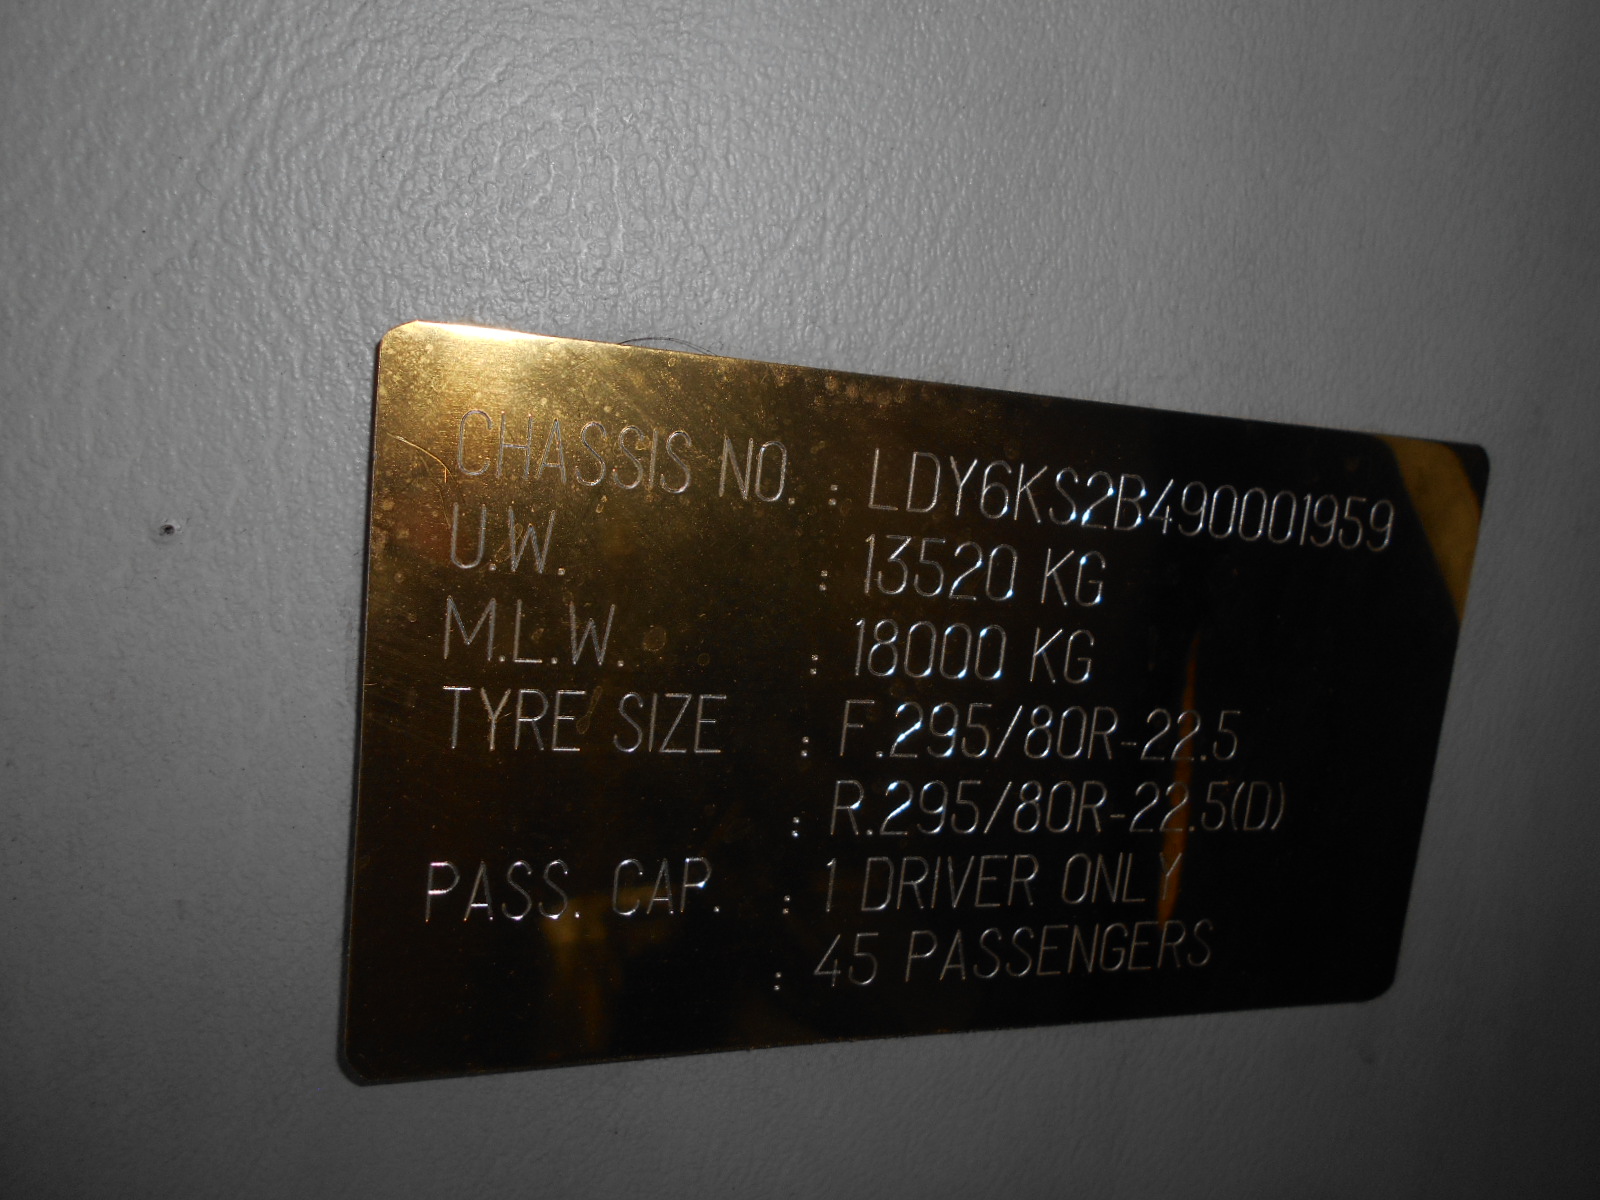 CHASSIS NO. : LDY6KS2B490001959
U.W. : 13520 KG
M.L.W. : 18000 KG
TYRE SIZE : F.295/80R-22.5
: R.295/80R-22.5(D)
PASS. CAP. : 1 DRIVER ONLY
: 45 PASSENGERS